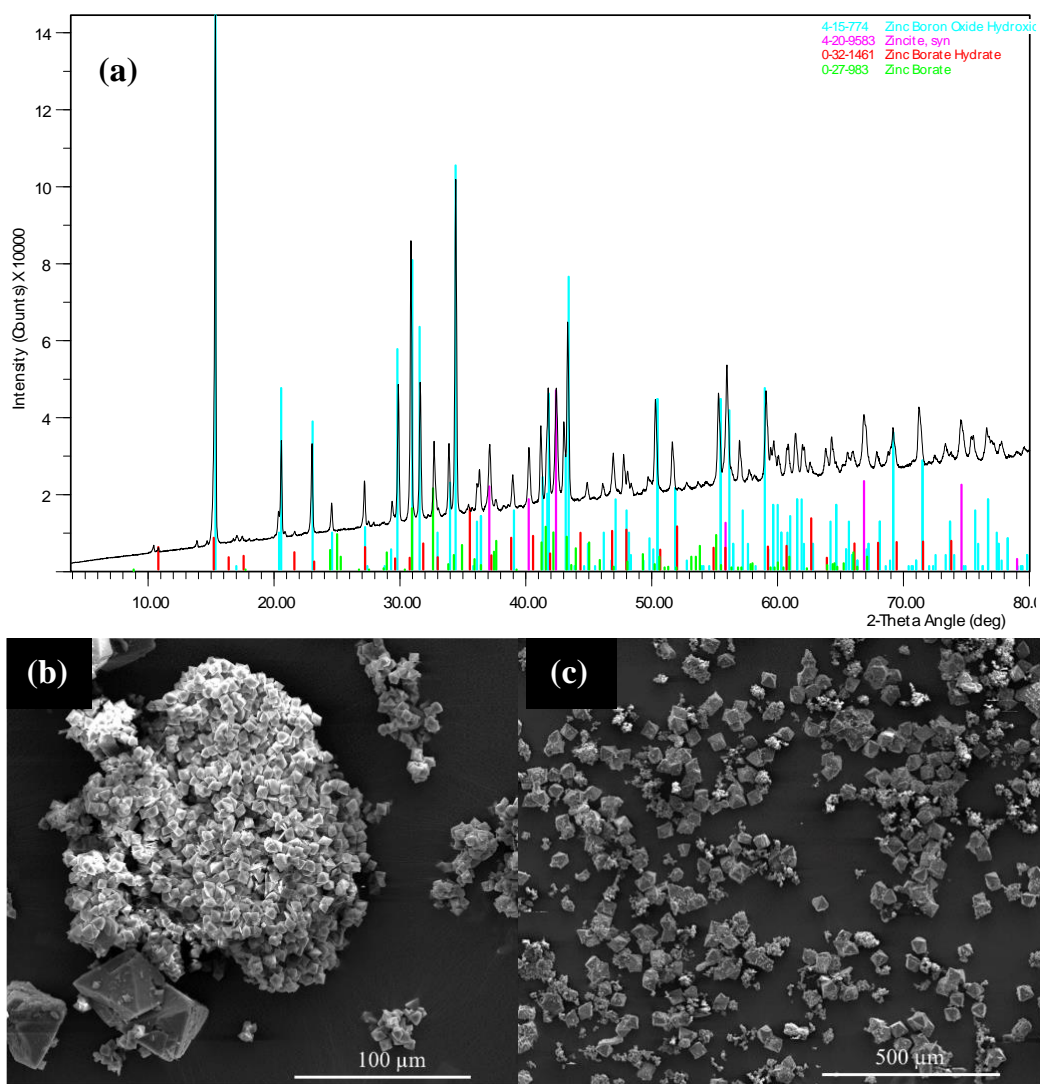 (a)
4-15-774 Zinc Boron Oxide Hydroxic
4-20-9583 Zincite, syn
0-32-1461 Zinc Borate Hydrate
0-27-983 Zinc Borate
14
12
10
8
6
4
2
Intensity (Counts) X 10000
10.00 20.00 30.00 40.00 50.00 60.00 70.00 80.0
2-Theta Angle (deg)
(b)
100 µm
(c)
500 µm